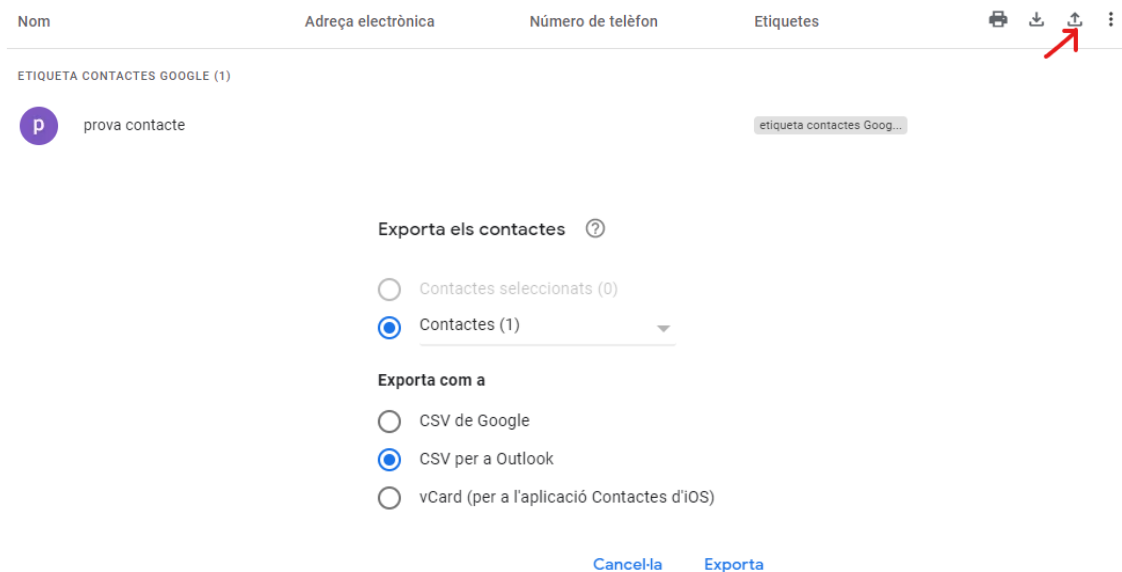 Nom Adreça electrònica Número de telèfon Etiquetes
ETIQUETA CONTACTES GOOGLE (1)
p prova contacte etiqueta contactes Goog...
Exporta els contactes ?
Contactes seleccionats (0)
Contactes (1)
Exporta com a
CSV de Google
CSV per a Outlook
vCard (per a l'aplicació Contactes d'iOS)
Cancel·la Exporta